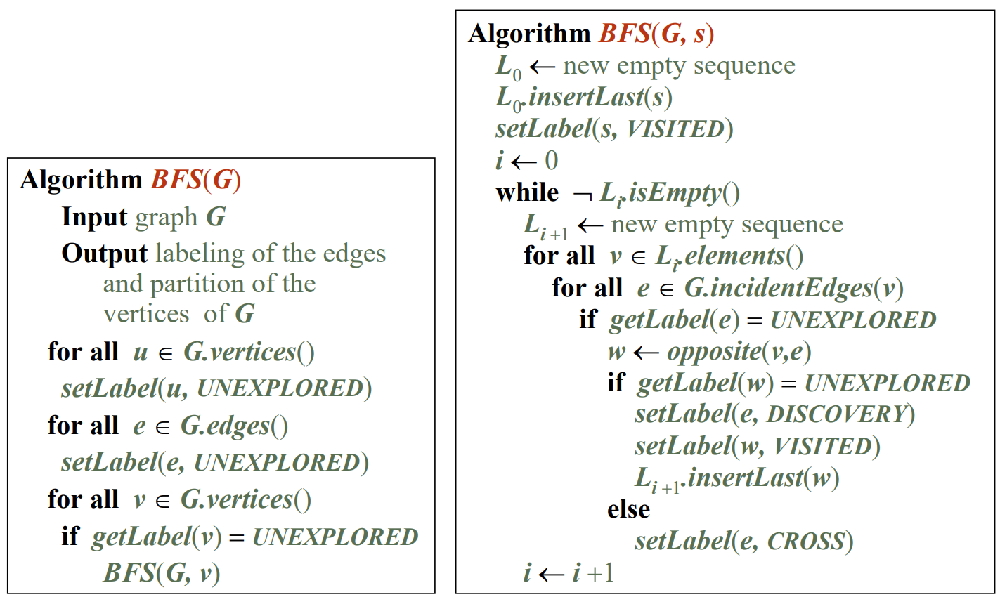 Algorithm BFS(G)
Input graph G
Output labeling of the edges
and partition of the
vertices of G
for all u ∈ G.vertices()
setLabel(u, UNEXPLORED)
for all e ∈ G.edges()
setLabel(e, UNEXPLORED)
for all v ∈ G.vertices()
if getLabel(v) = UNEXPLORED
BFS(G, v)
Algorithm BFS(G, s)
L0 ← new empty sequence
L0.insertLast(s)
setLabel(s, VISITED)
i ← 0
while ¬ Li.isEmpty()
Li +1 ← new empty sequence
for all v ∈ Li.elements()
for all e ∈ G.incidentEdges(v)
if getLabel(e) = UNEXPLORED
w ← opposite(v,e)
if getLabel(w) = UNEXPLORED
setLabel(e, DISCOVERY)
setLabel(w, VISITED)
Li +1.insertLast(w)
else
setLabel(e, CROSS)
i ← i +1